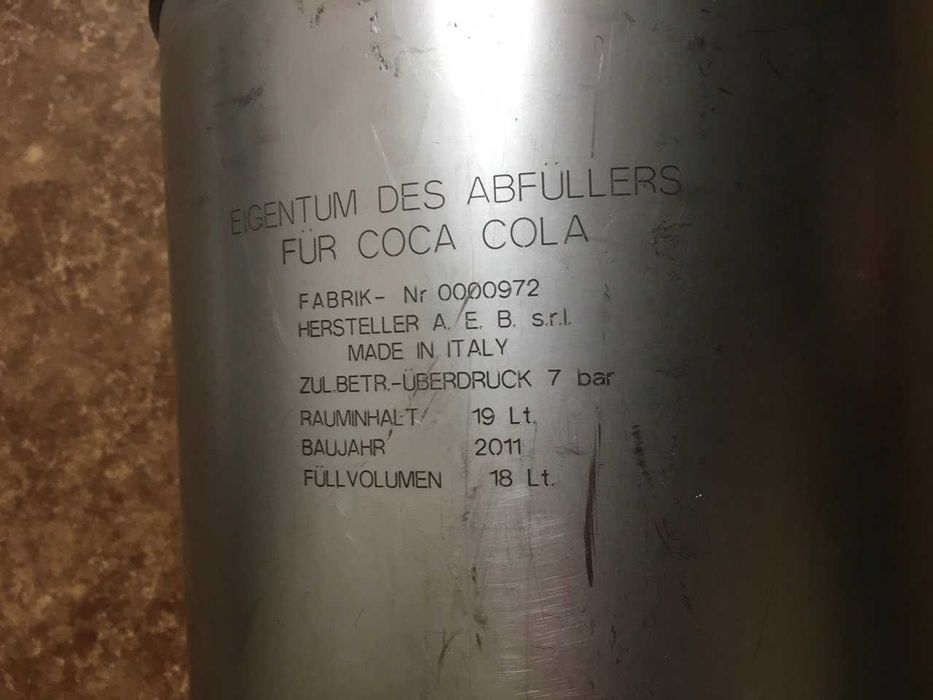 EIGENTUM DES ABFÜLLERS
FÜR COCA COLA
FABRIK- Nr 0000972
HERSTELLER A. E. B. s.r.l.
MADE IN ITALY
ZUL.BETR.-ÜBERDRUCK 7 bar
RAUMINHALT 19 Lt.
BAUJAHR 2011
FÜLLVOLUMEN 18 Lt.